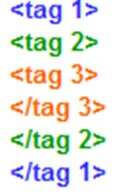 <tag 1>
<tag 2>
<tag 3>
</tag 3>
</tag 2>
</tag 1>